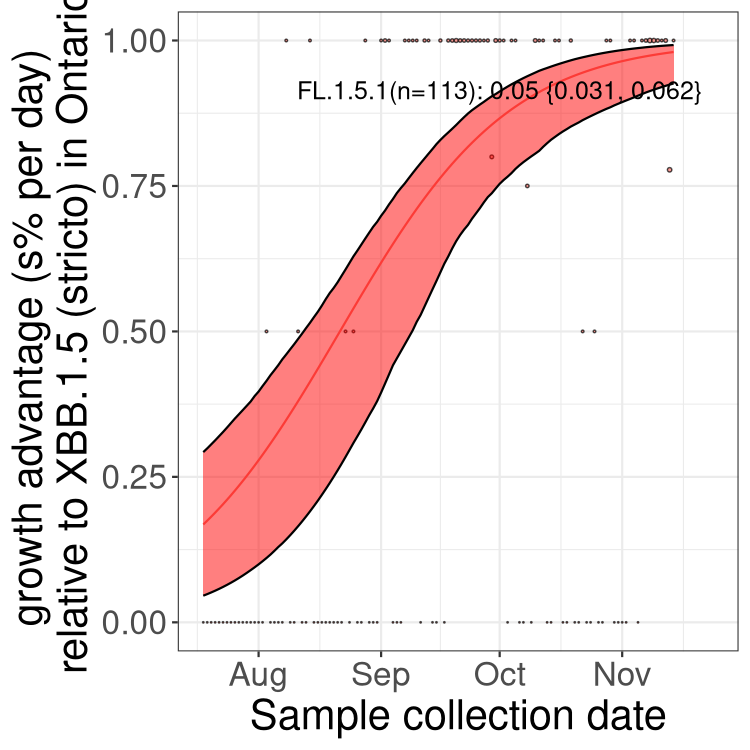 growth advantage (s% per day)
relative to XBB.1.5 (stricto) in Ontario
1.00
0.75
0.50
0.25
0.00
FL.1.5.1(n=113): 0.05 {0.031, 0.062}
Aug Sep Oct Nov
Sample collection date